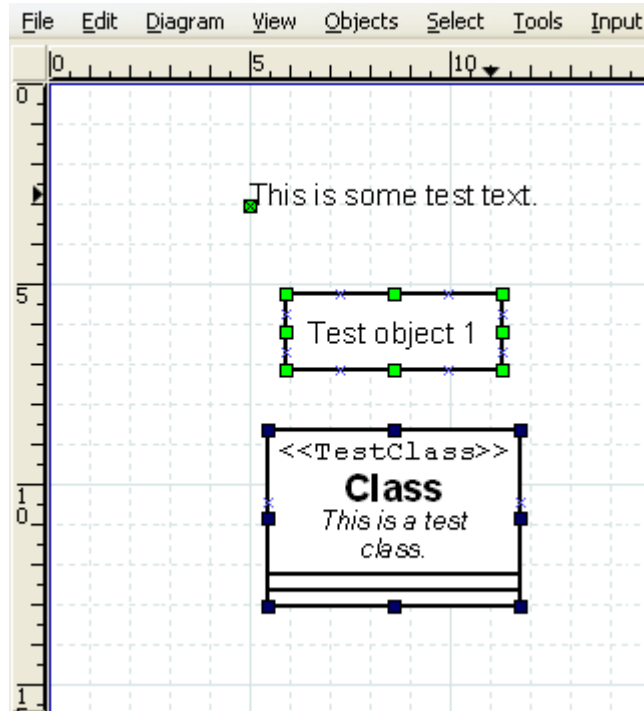 File Edit Diagram View Objects Select Tools Input
0 5 10
0
This is some test text.
5
Test object 1
<<TestClass>>
Class
10
This is a test
class.
1